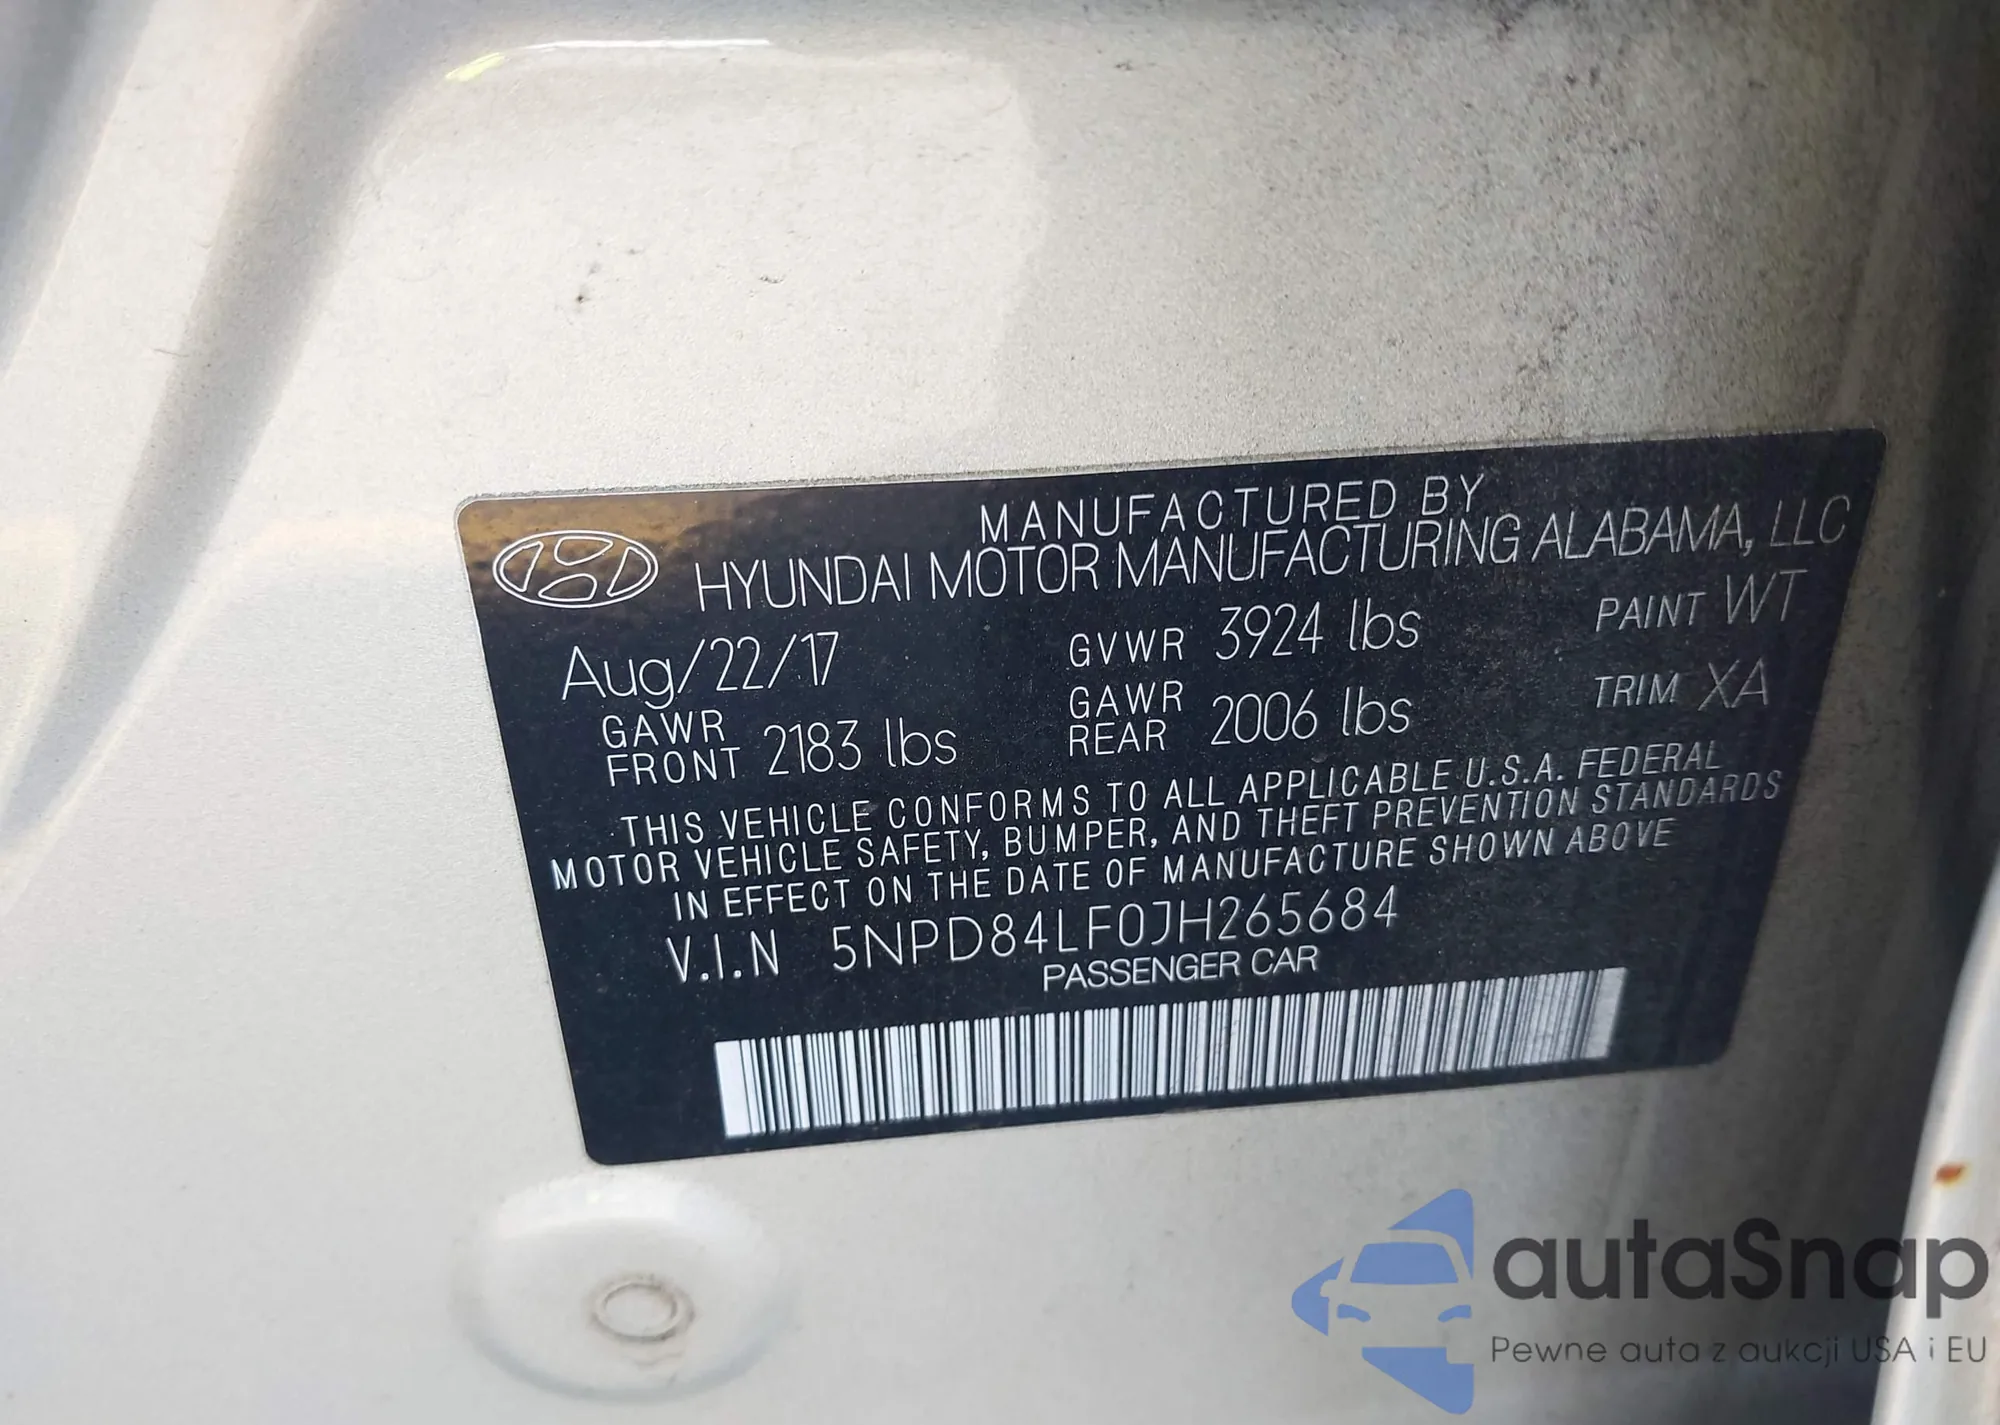 MANUFACTURED BY
HYUNDAI MOTOR MANUFACTURING ALABAMA, LLC
Aug/22/17 GVWR 3924 lbs PAINT WT
GAWR FRONT 2183 lbs GAWR REAR 2006 lbs TRIM XA
THIS VEHICLE CONFORMS TO ALL APPLICABLE U.S.A. FEDERAL
MOTOR VEHICLE SAFETY, BUMPER, AND THEFT PREVENTION STANDARDS
IN EFFECT ON THE DATE OF MANUFACTURE SHOWN ABOVE
V.I.N 5NPD84LF0JH265684
PASSENGER CAR
autaSnap
Pewne auta z aukcji USA i EU